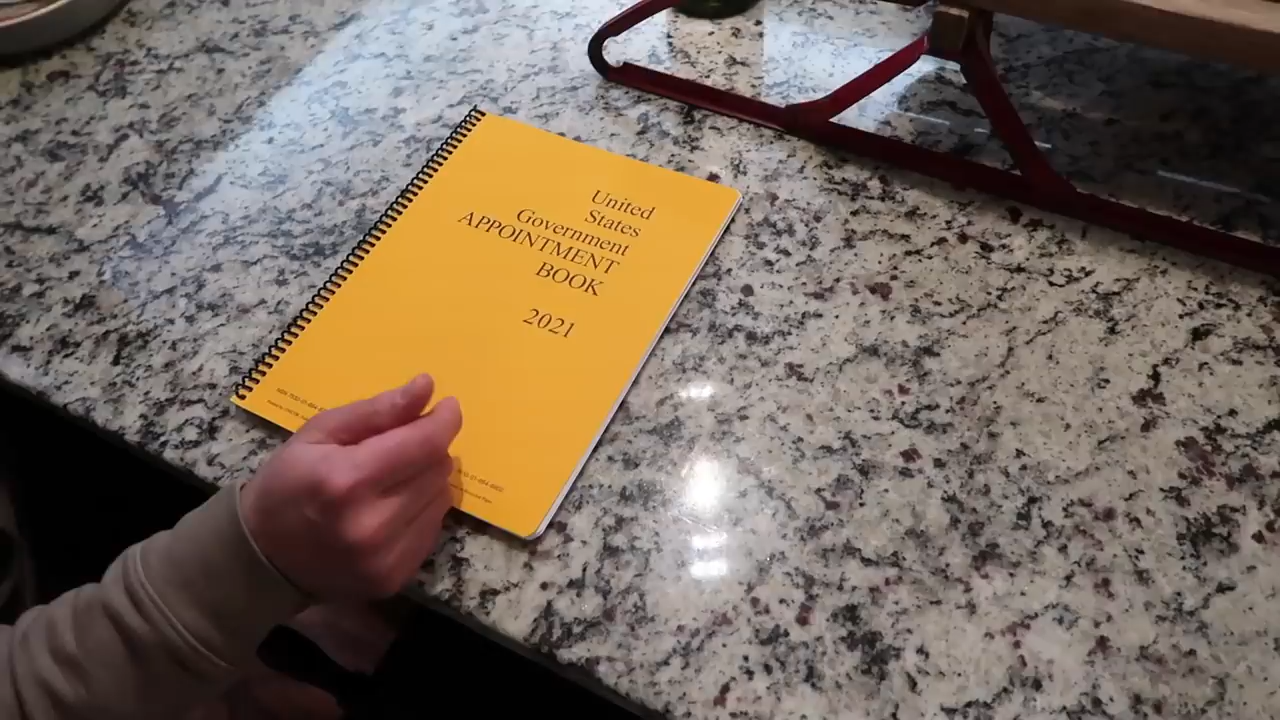 United
States
Government
APPOINTMENT
BOOK
2021